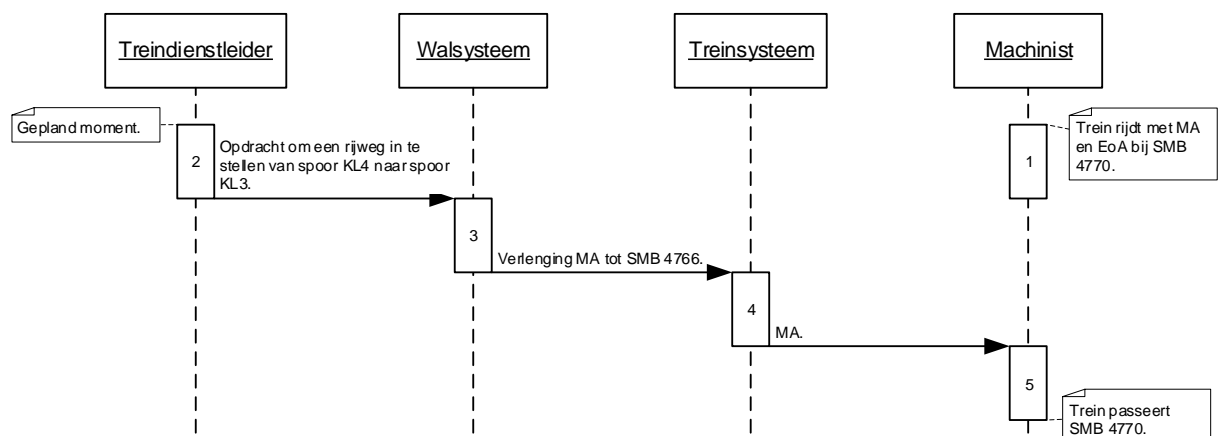 Treindienstleider
Walsysteem
Treinsysteem
Machinist
Gepland moment.
2
Opdracht om een rijweg in te
stellen van spoor KL4 naar spoor
KL3.
Trein rijdt met MA
en EoA bij SMB
4770.
1
3
Verlenging MA tot SMB 4766.
4
MA.
5
Trein passeert
SMB 4770.